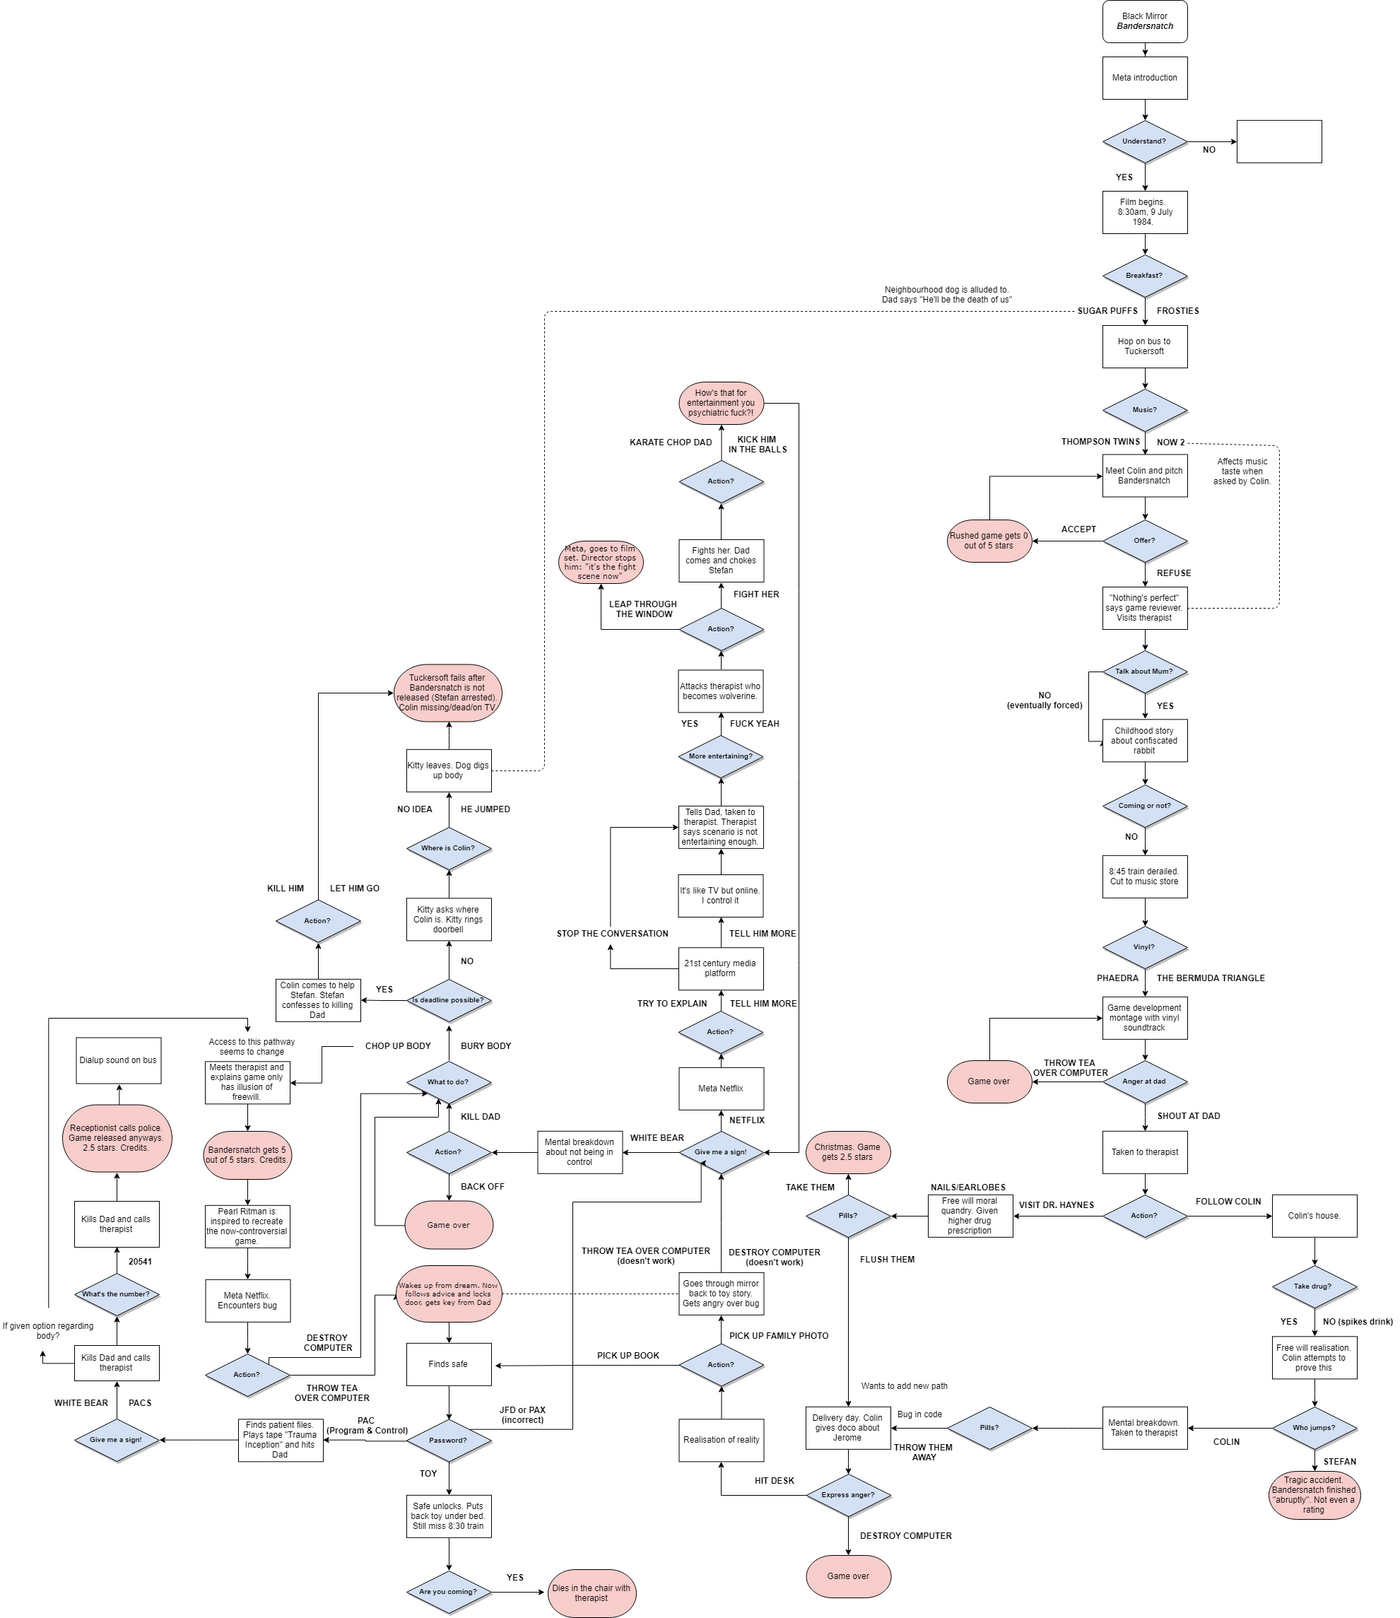 Black Mirror
Bandersnatch
Meta introduction
Understand?
NO
YES
Film begins.
8:30am, 9 July
1984.
Breakfast?
Neighbourhood dog is alluded to.
Dad says "He'll be the death of us"
SUGAR PUFFS
FROSTIES
Hop on bus to
Tuckersoft
Music?
THOMPSON TWINS
NOW 2
Affects music
taste when
asked by Colin.
Meet Colin and pitch
Bandersnatch
Offer?
ACCEPT
Rushed game gets 0
out of 5 stars
REFUSE
"Nothing's perfect"
says game reviewer.
Visits therapist
Talk about Mum?
NO
(eventually forced)
YES
Childhood story
about confiscated
rabbit
Coming or not?
NO
8:45 train derailed.
Cut to music store
Vinyl?
PHAEDRA
THE BERMUDA TRIANGLE
Game development
montage with vinyl
soundtrack
Anger at dad
THROW TEA
OVER COMPUTER
Game over
SHOUT AT DAD
Taken to therapist
Action?
FOLLOW COLIN
Colin's house.
Take drug?
YES
NO (spikes drink)
Free will realisation.
Colin attempts to
prove this
Who jumps?
STEFAN
Tragic accident.
Bandersnatch finished
"abruptly". Not even a
rating
COLIN
Mental breakdown.
Taken to therapist
Pills?
Bug in code
THROW THEM
AWAY
VISIT DR. HAYNES
NAILS/EARLOBES
Free will moral
quandry. Given
higher drug
prescription
Pills?
TAKE THEM
Christmas. Game
gets 2.5 stars
FLUSH THEM
Wants to add new path
Delivery day. Colin
gives doco about
Jerome
Express anger?
DESTROY COMPUTER
Game over
HIT DESK
Realisation of reality
Action?
PICK UP BOOK
PICK UP FAMILY PHOTO
Goes through mirror
back to toy story.
Gets angry over bug
THROW TEA OVER COMPUTER
(doesn't work)
DESTROY COMPUTER
(doesn't work)
Give me a sign!
NETFLIX
Meta Netflix
Action?
TRY TO EXPLAIN
TELL HIM MORE
21st century media
platform
STOP THE CONVERSATION
TELL HIM MORE
It's like TV but online.
I control it
Tells Dad, taken to
therapist. Therapist
says scenario is not
entertaining enough.
More entertaining?
YES
FUCK YEAH
Attacks therapist who
becomes wolverine.
Action?
LEAP THROUGH
THE WINDOW
Meta, goes to film
set. Director stops
him: "it's the fight
scene now"
FIGHT HER
Fights her. Dad
comes and chokes
Stefan
Action?
KARATE CHOP DAD
KICK HIM
IN THE BALLS
How's that for
entertainment you
psychiatric fuck?!
WHITE BEAR
Mental breakdown
about not being in
control
Action?
BACK OFF
Game over
KILL DAD
What to do?
CHOP UP BODY
BURY BODY
Is deadline possible?
YES
Colin comes to help
Stefan. Stefan
confesses to killing
Dad
Action?
KILL HIM
LET HIM GO
NO
Kitty asks where
Colin is. Kitty rings
doorbell
Where is Colin?
NO IDEA
HE JUMPED
Kitty leaves. Dog digs
up body
Tuckersoft fails after
Bandersnatch is not
released (Stefan arrested).
Colin missing/dead/on TV
Access to this pathway
seems to change
Meets therapist and
explains game only
has illusion of
freewill.
Bandersnatch gets 5
out of 5 stars. Credits.
Pearl Ritman is
inspired to recreate
the now-controversial
game.
Meta Netflix.
Encounters bug
Action?
DESTROY
COMPUTER
THROW TEA
OVER COMPUTER
Wakes up from dream. Now
follows advice and locks
door, gets key from Dad
Finds safe
Password?
JFD or PAX
(incorrect)
PAC
(Program & Control)
Finds patient files.
Plays tape "Trauma
Inception" and hits
Dad
Give me a sign!
WHITE BEAR
PACS
Kills Dad and calls
therapist
If given option regarding
body?
What's the number?
20541
Kills Dad and calls
therapist
Receptionist calls police.
Game released anyways.
2.5 stars. Credits.
Dialup sound on bus
TOY
Safe unlocks. Puts
back toy under bed.
Still miss 8:30 train
Are you coming?
YES
Dies in the chair with
therapist